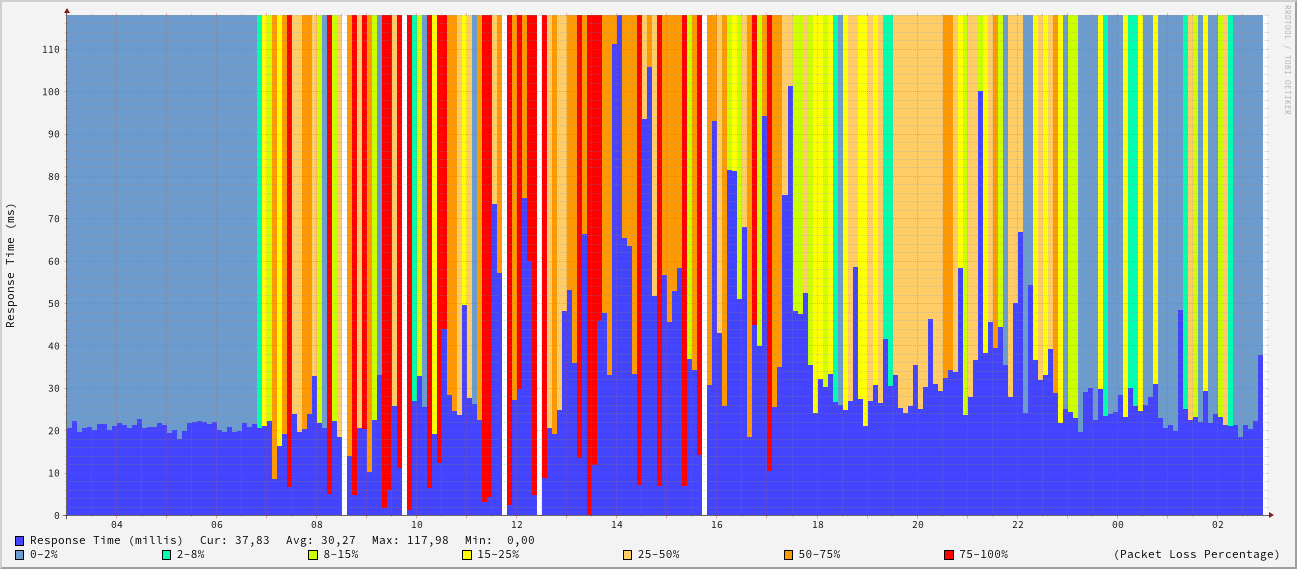 RRDTOOL / TOBI OETIKER
Response Time (ms)
110
100
90
80
70
60
50
40
30
20
10
0
04 06 08 10 12 14 16 18 20 22 00 02
Response Time (millis) Cur: 37,83 Avg: 30,27 Max: 117,98 Min: 0,00
0-2% 2-8% 8-15% 15-25% 25-50% 50-75% 75-100% (Packet Loss Percentage)